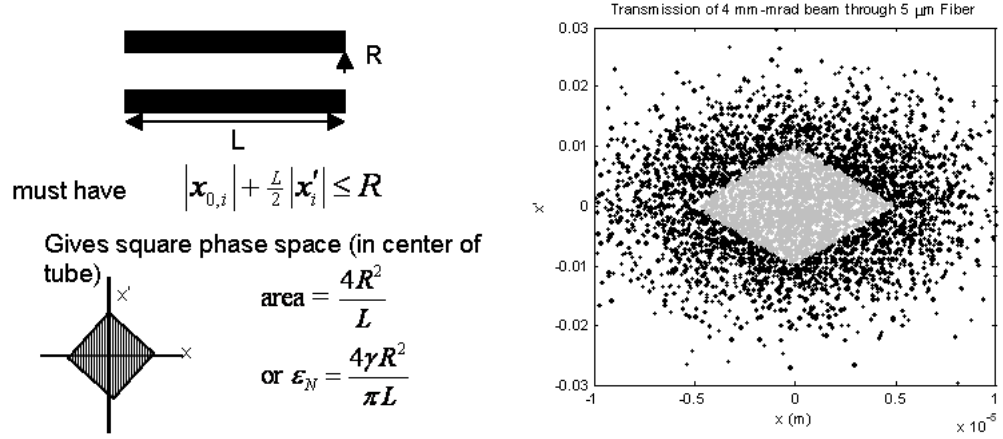 R
L
must have |x₀,ᵢ| + L/2 |x'ᵢ| ≤ R
Gives square phase space (in center of
tube)
x'
x
area = 4R²/L
or ε_N = 4γR²/πL
Transmission of 4 mm-mrad beam through 5 μm Fiber
0.03
0.02
0.01
0
-0.01
-0.02
-0.03
x'
-1 -0.5 0 0.5 1
x (m)
x 10⁻⁵